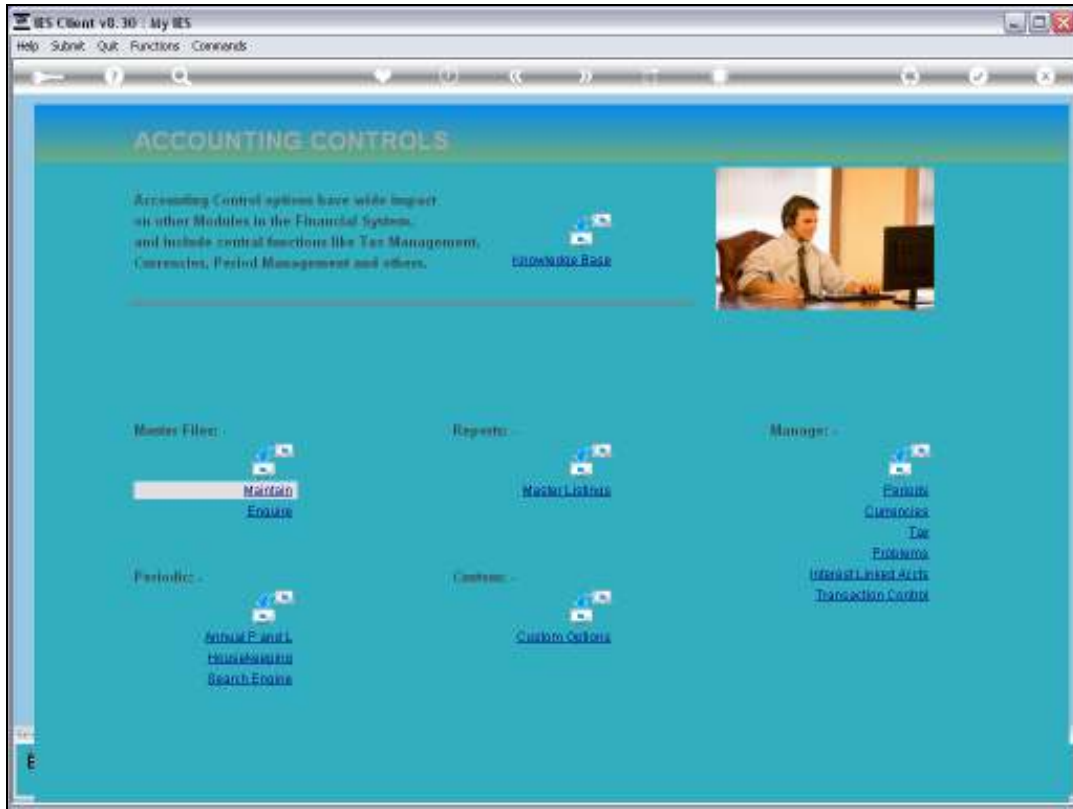 IES Client v8.30 : My IES
Help Submit Quit Functions Commands
ACCOUNTING CONTROLS
Accounting Control options have wide impact
on other Modules in the Financial System,
and include central functions like Tax Management,
Currencies, Period Management and others.
Knowledge Base
Master Files: -
Maintain
Enquire
Reports: -
Master Listings
Manage: -
Periods
Currencies
Tax
Problems
Interest Linked Accts
Transaction Control
Periodic: -
Annual P and L
Housekeeping
Search Engine
Custom: -
Custom Options